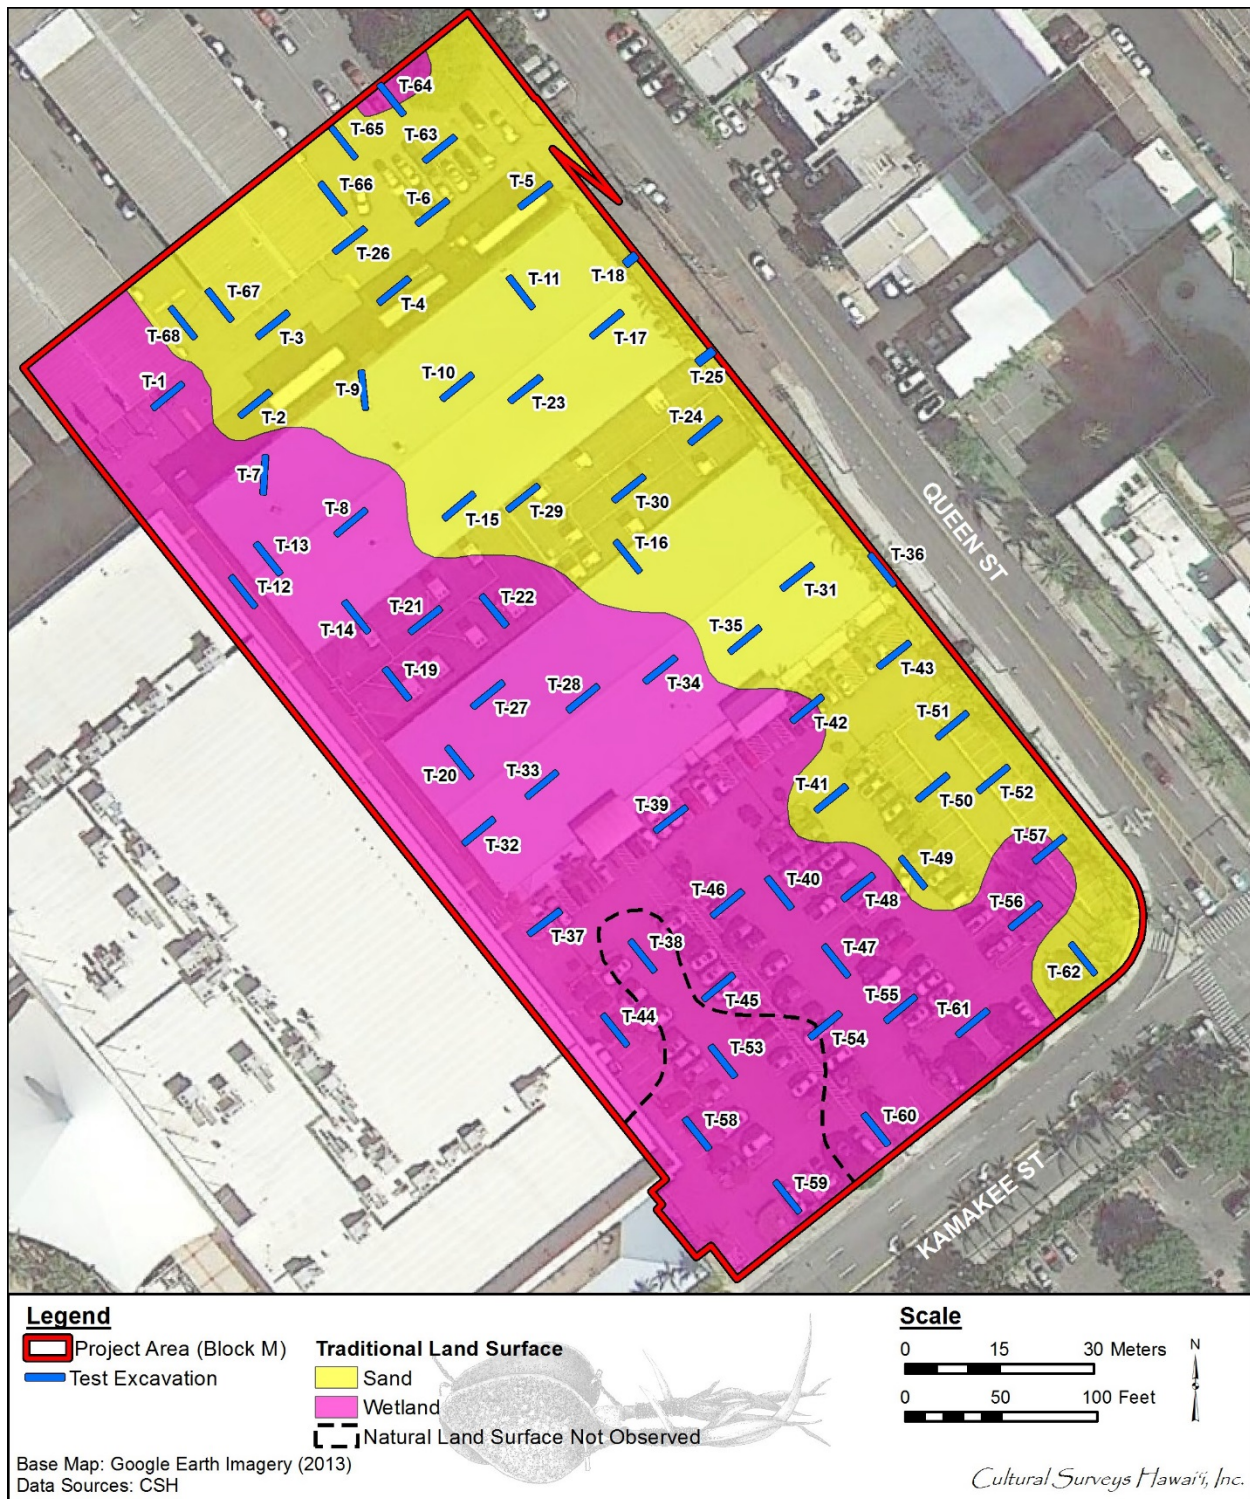 T-64
T-65
T-63
T-66
T-6
T-5
T-26
T-18
T-11
T-67
T-4
T-68
T-3
T-17
T-25
T-1
T-9
T-10
T-23
T-2
T-24
T-7
T-8
T-15
T-29
T-30
QUEEN ST
T-13
T-16
T-36
T-12
T-31
T-21
T-22
T-14
T-35
T-43
T-19
T-28
T-34
T-27
T-42
T-51
T-20
T-33
T-41
T-50
T-52
T-39
T-32
T-57
T-49
T-46
T-40
T-48
T-56
T-37
T-38
T-47
T-62
T-45
T-55
T-44
T-61
T-54
T-53
T-58
T-60
KAMAKEE ST
T-59
Legend
Project Area (Block M)
Test Excavation
Traditional Land Surface
Sand
Wetland
Natural Land Surface Not Observed
Base Map: Google Earth Imagery (2013)
Data Sources: CSH
Scale
0 15 30 Meters
0 50 100 Feet
N
Cultural Surveys Hawai‘i, Inc.